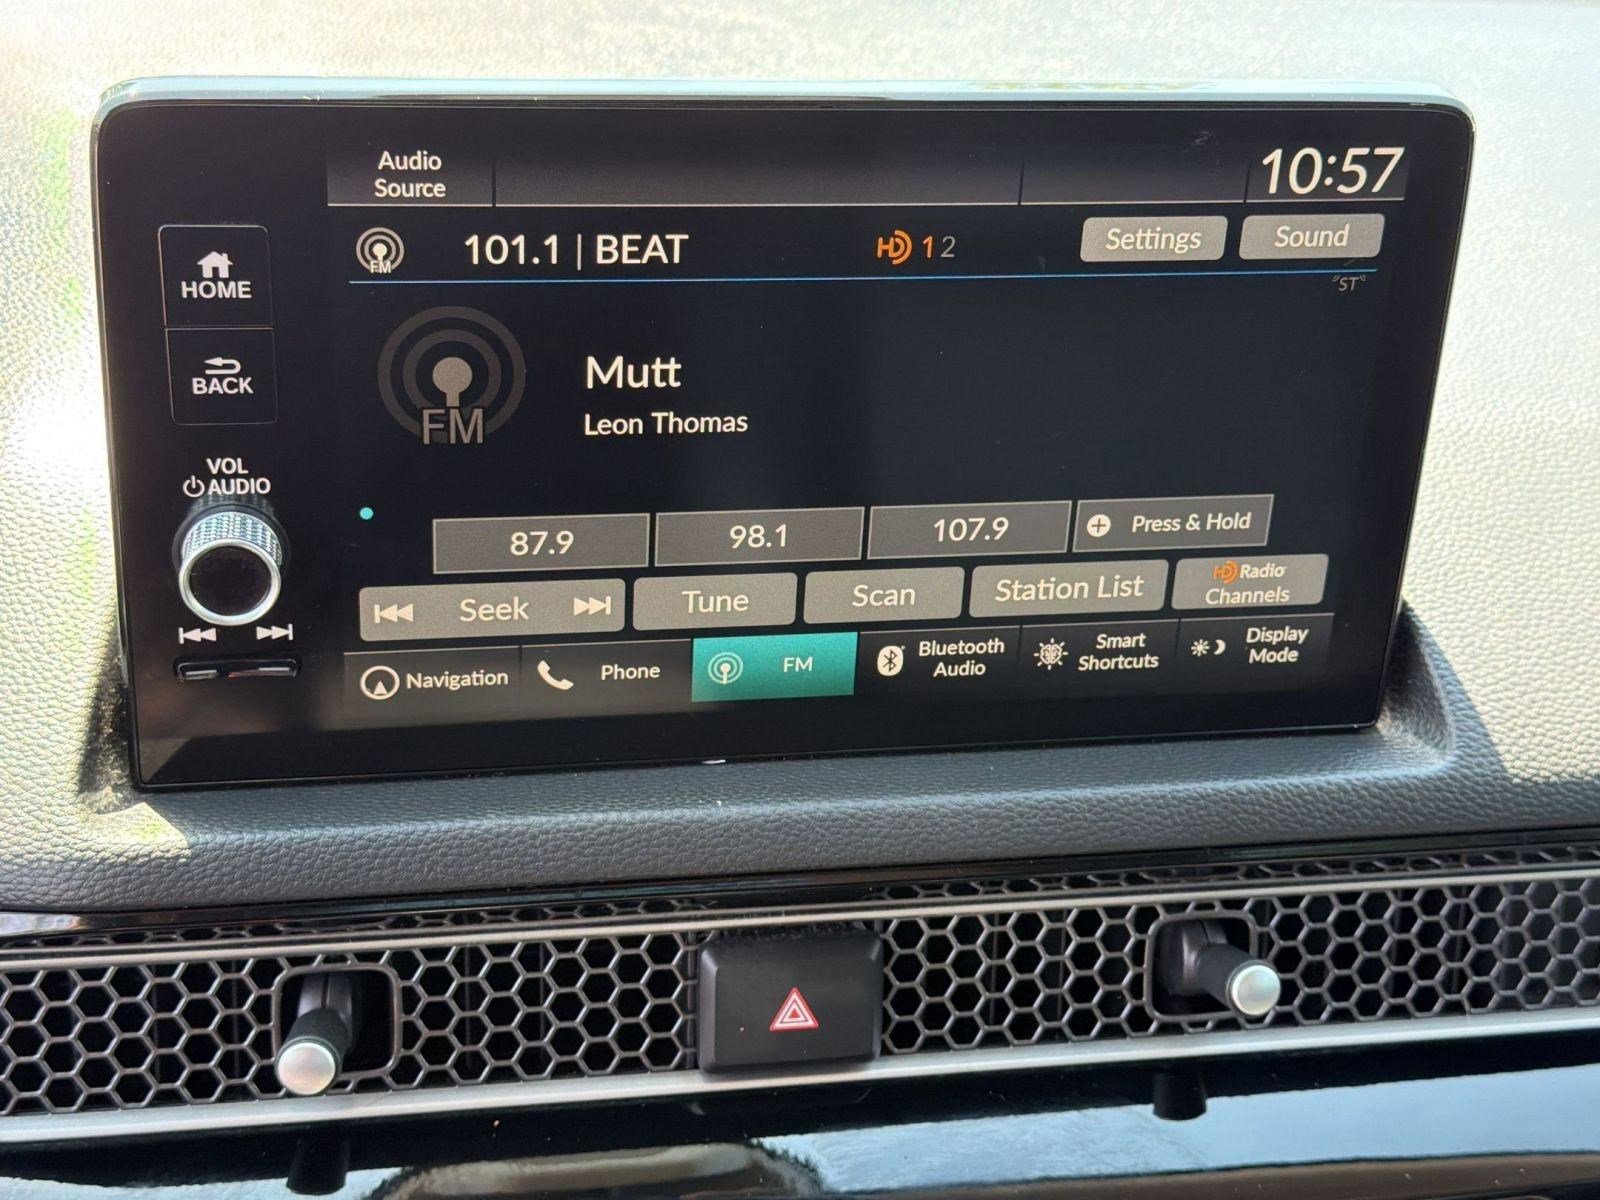 Audio
Source
10:57
HOME
BACK
VOL
AUDIO
FM
101.1 | BEAT
HD 1 2
Settings
Sound
"ST"
FM
Mutt
Leon Thomas
87.9
98.1
107.9
Press & Hold
Seek
Tune
Scan
Station List
HD Radio
Channels
Navigation
Phone
FM
Bluetooth
Audio
Smart
Shortcuts
Display
Mode